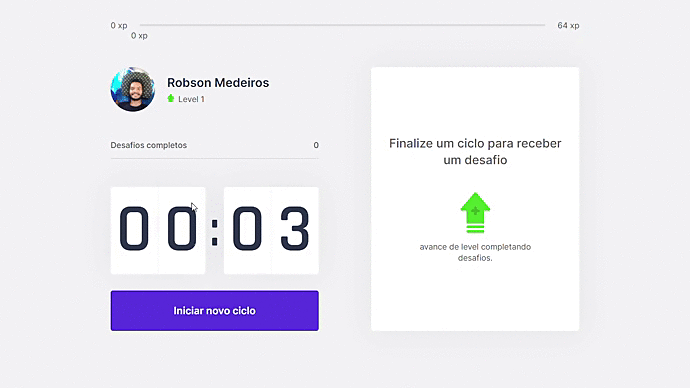 0 xp
64 xp
0 xp
Robson Medeiros
Level 1
Desafios completos
0
00:03
Iniciar novo ciclo
Finalize um ciclo para receber
um desafio
avance de level completando
desafios.